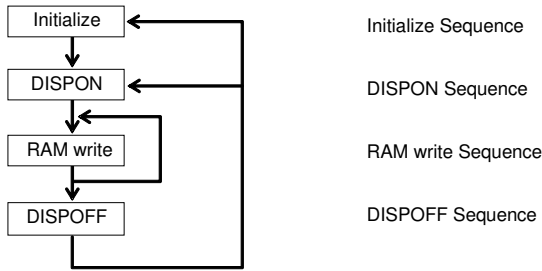 Initialize
Initialize Sequence
DISPON
DISPON Sequence
RAM write
RAM write Sequence
DISPOFF
DISPOFF Sequence